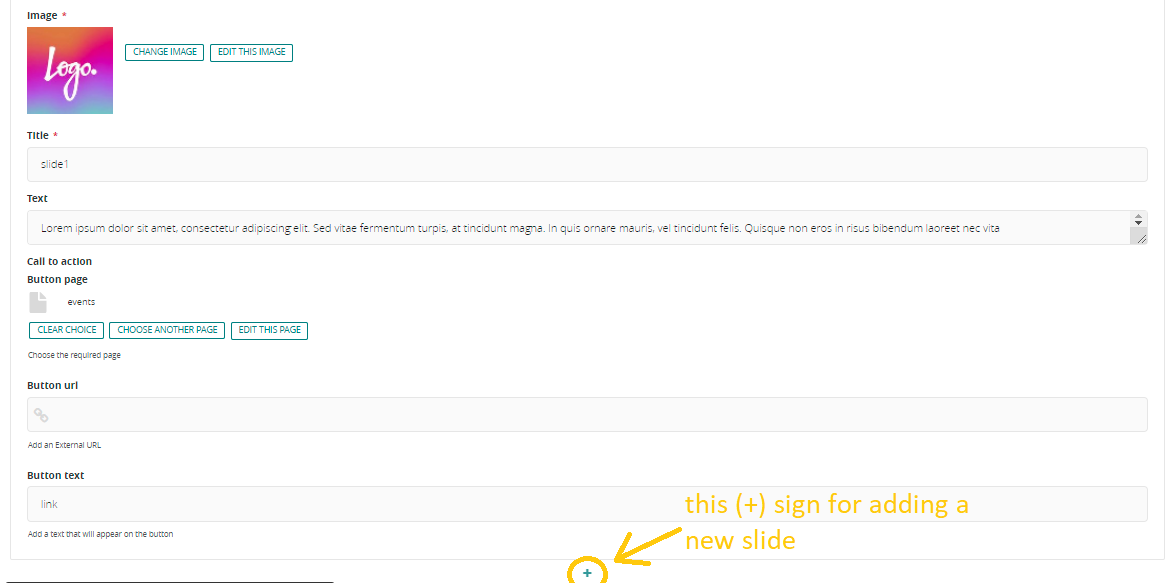 Image *
Logo.
CHANGE IMAGE EDIT THIS IMAGE
Title *
slide1
Text
Lorem ipsum dolor sit amet, consectetur adipiscing elit. Sed vitae fermentum turpis, at tincidunt magna. In quis ornare mauris, vel tincidunt felis. Quisque non eros in risus bibendum laoreet nec vita
Call to action
Button page
events
CLEAR CHOICE CHOOSE ANOTHER PAGE EDIT THIS PAGE
Choose the required page
Button url
Add an External URL
Button text
link
Add a text that will appear on the button
this (+) sign for adding a
new slide
+